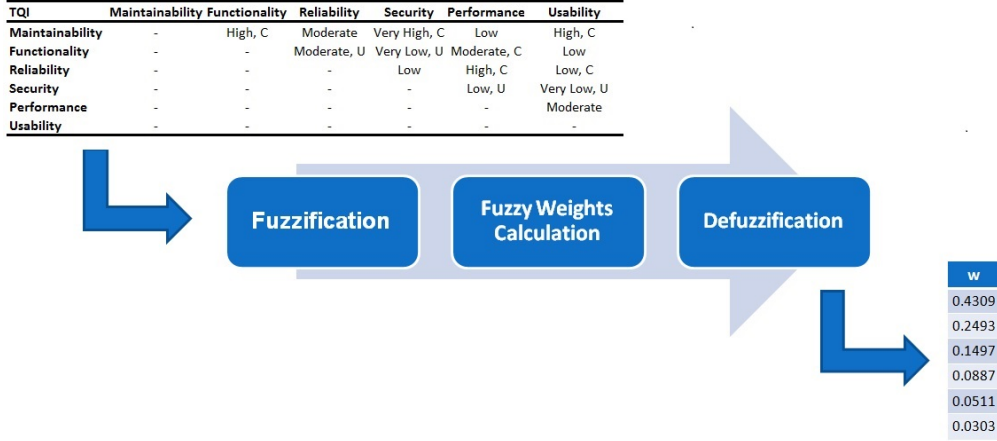 TQI Maintainability Functionality Reliability Security Performance Usability
Maintainability - High, C Moderate Very High, C Low High, C
Functionality - - Moderate, U Very Low, U Moderate, C Low
Reliability - - - Low High, C Low, C
Security - - - - Low, U Very Low, U
Performance - - - - - Moderate
Usability - - - - - -
Fuzzification
Fuzzy Weights
Calculation
Defuzzification
w
0.4309
0.2493
0.1497
0.0887
0.0511
0.0303